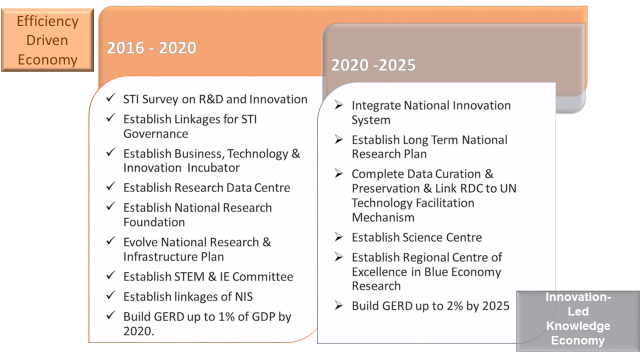 Efficiency
Driven
Economy
2016 - 2020
✓ STI Survey on R&D and Innovation
✓ Establish Linkages for STI
Governance
✓ Establish Business, Technology &
Innovation Incubator
✓ Establish Research Data Centre
✓ Establish National Research
Foundation
✓ Evolve National Research &
Infrastructure Plan
✓ Establish STEM & IE Committee
✓ Establish linkages of NIS
✓ Build GERD up to 1% of GDP by
2020.
2020 -2025
➢ Integrate National Innovation
System
➢ Establish Long Term National
Research Plan
➢ Complete Data Curation &
Preservation & Link RDC to UN
Technology Facilitation
Mechanism
➢ Establish Science Centre
➢ Establish Regional Centre of
Excellence in Blue Economy
Research
➢ Build GERD up to 2% by 2025
Innovation-
Led
Knowledge
Economy